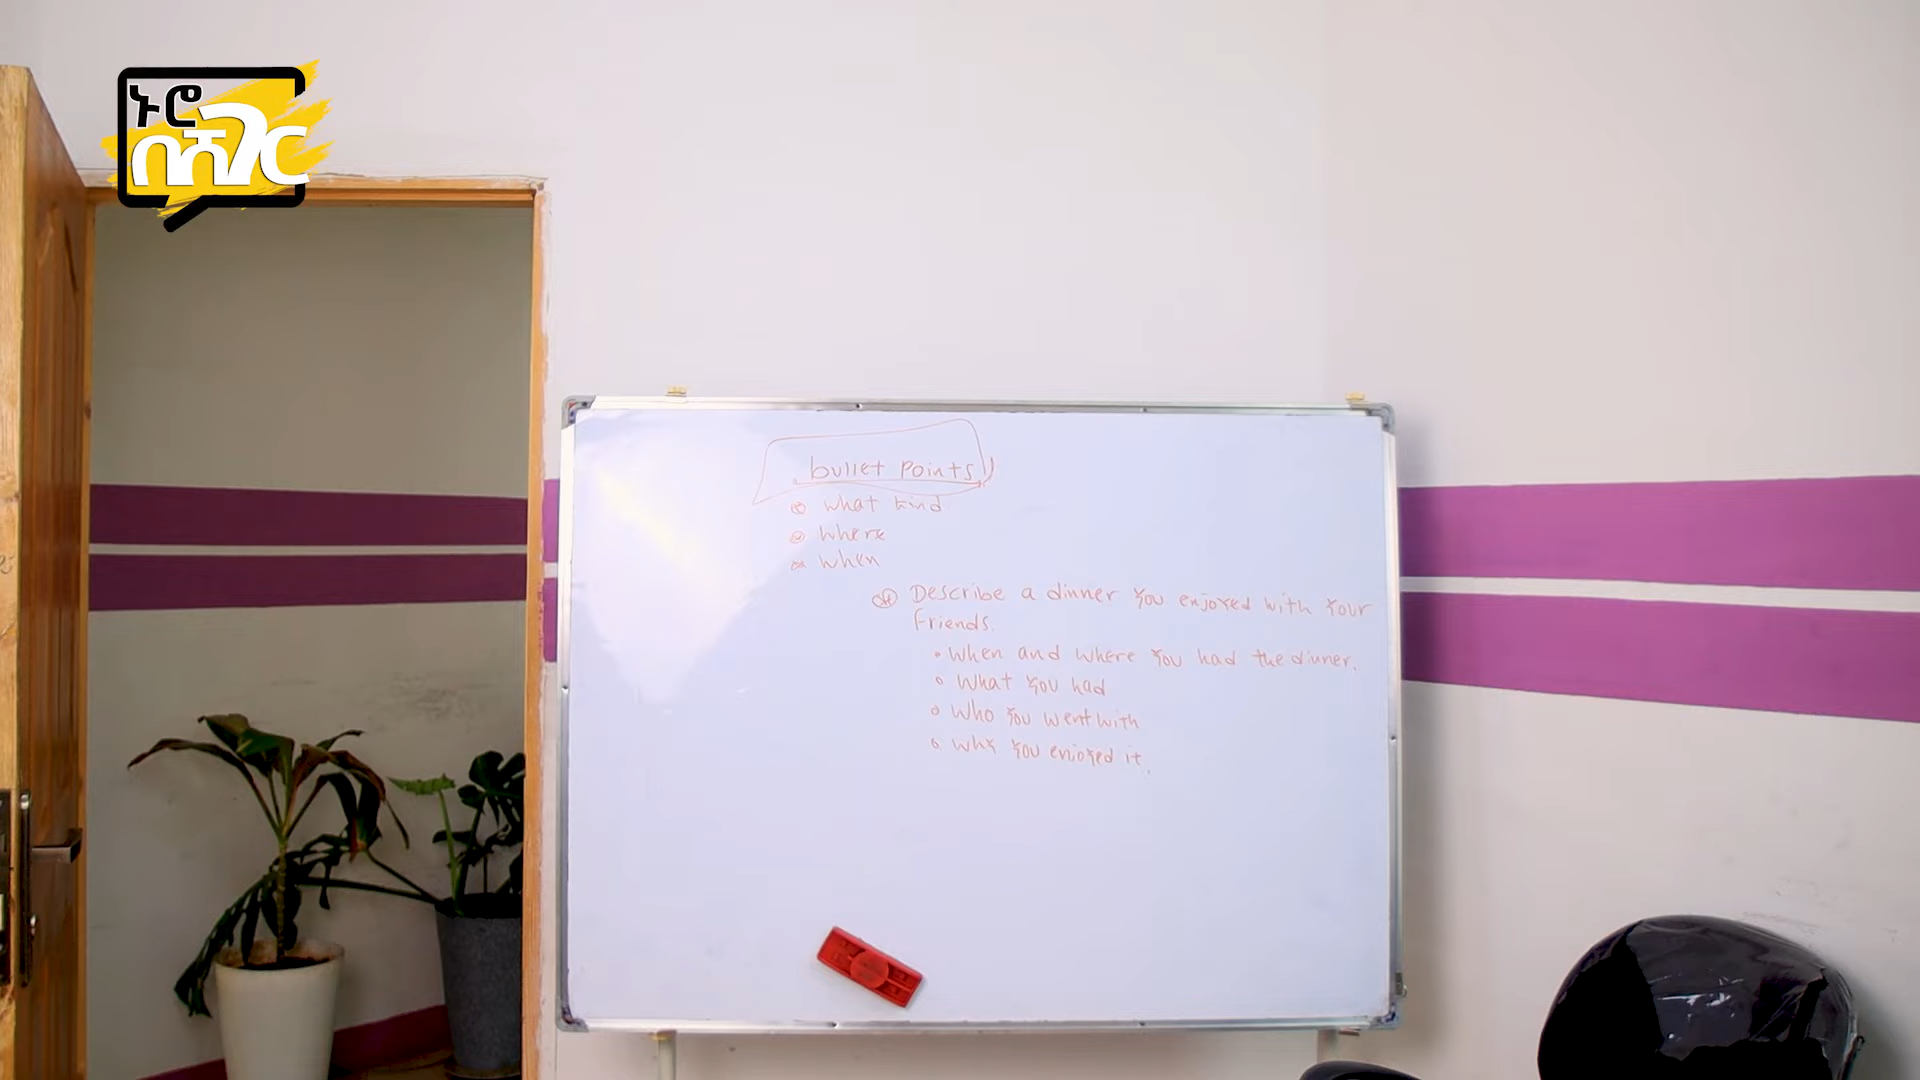 ኑሮ
በሽገር
bullet points
what kind
where
when
Describe a dinner you enjoyed with your
friends.
• when and where you had the dinner.
• what you had
• who you went with
• why you enjoyed it.